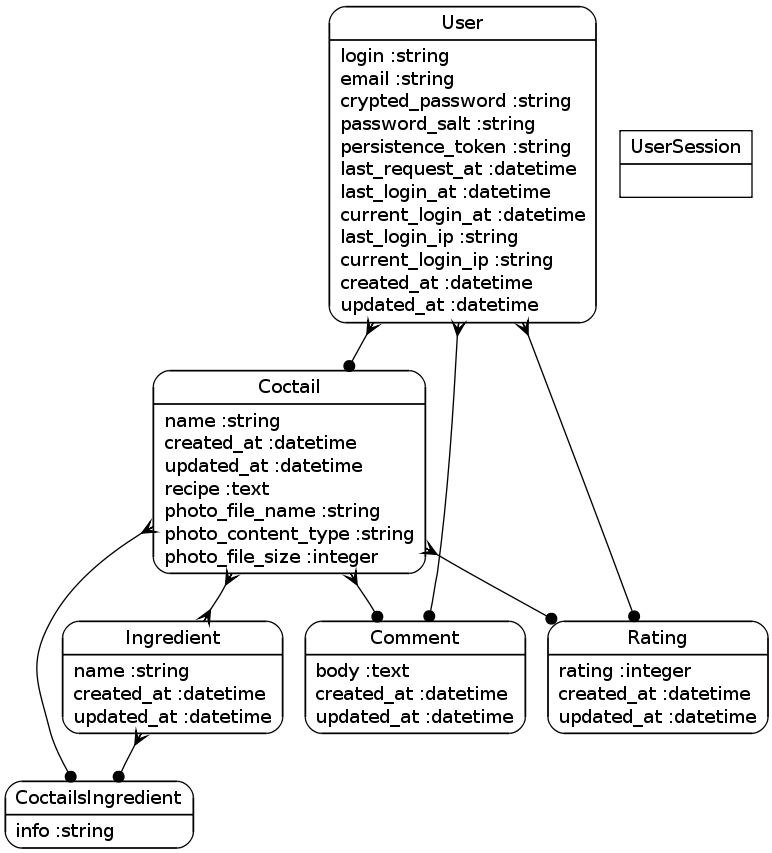 User
login :string
email :string
crypted_password :string
password_salt :string
persistence_token :string
last_request_at :datetime
last_login_at :datetime
current_login_at :datetime
last_login_ip :string
current_login_ip :string
created_at :datetime
updated_at :datetime
UserSession
Coctail
name :string
created_at :datetime
updated_at :datetime
recipe :text
photo_file_name :string
photo_content_type :string
photo_file_size :integer
Ingredient
name :string
created_at :datetime
updated_at :datetime
Comment
body :text
created_at :datetime
updated_at :datetime
Rating
rating :integer
created_at :datetime
updated_at :datetime
CoctailsIngredient
info :string